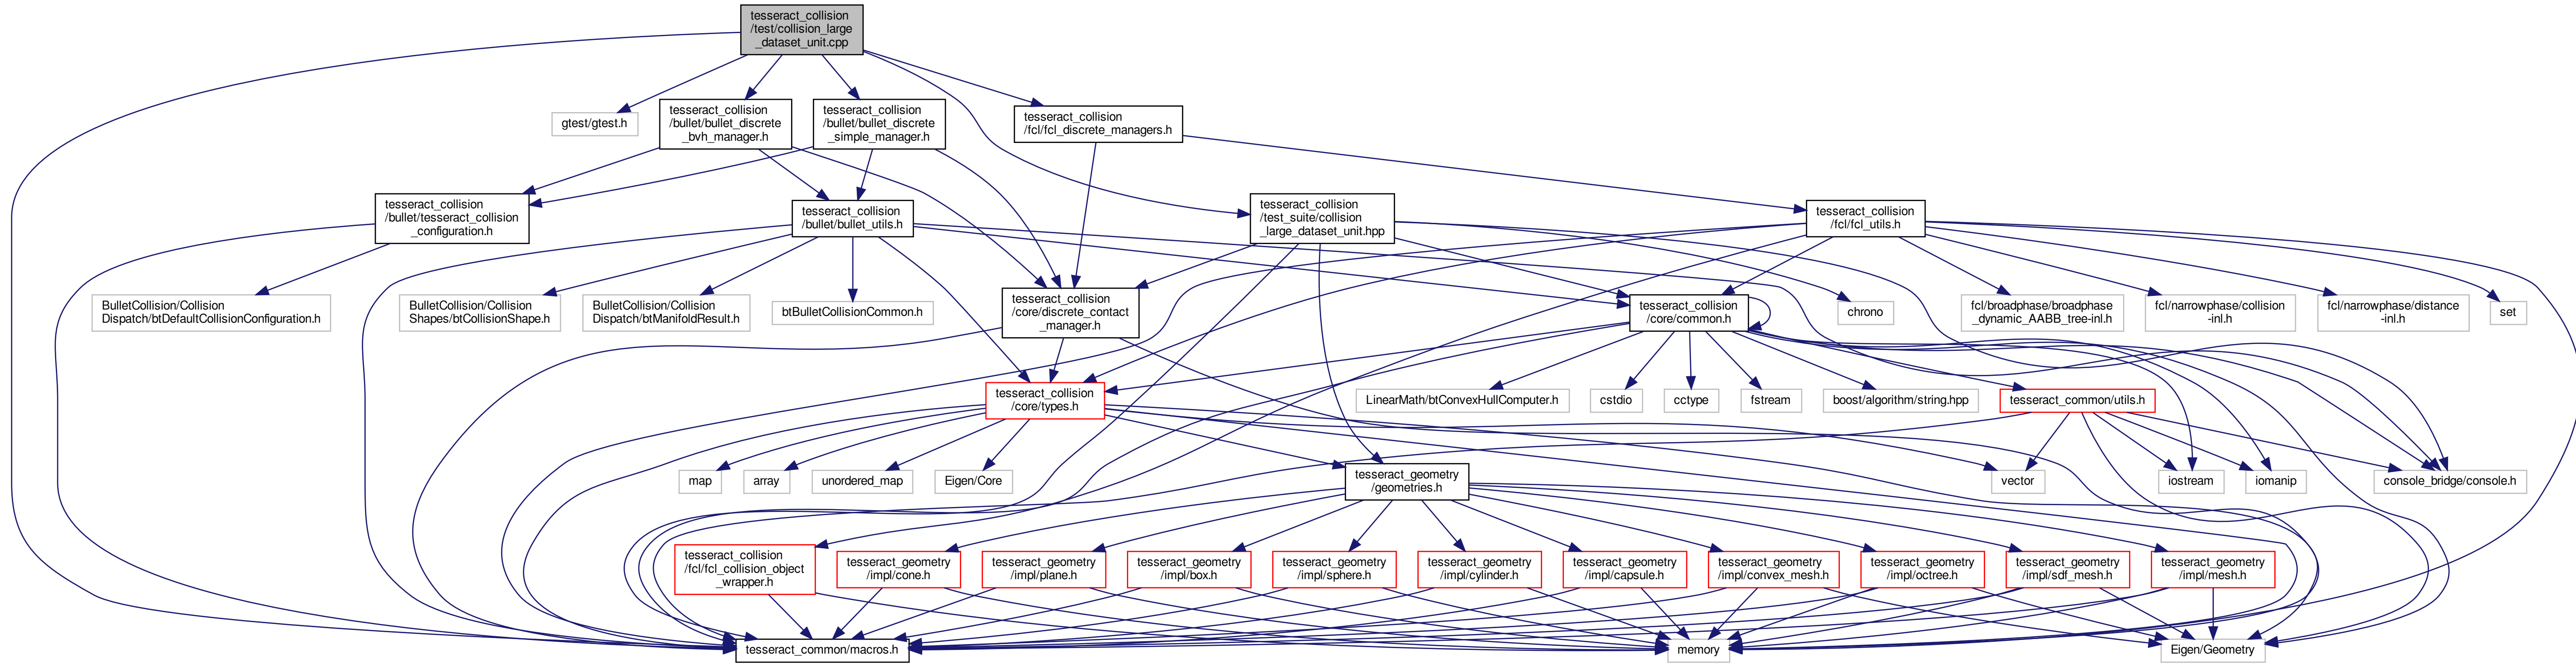 tesseract_collision
/test/collision_large
_dataset_unit.cpp
gtest/gtest.h
tesseract_collision
/bullet/bullet_discrete
_bvh_manager.h
tesseract_collision
/bullet/bullet_discrete
_simple_manager.h
tesseract_collision
/fcl/fcl_discrete_managers.h
tesseract_collision
/bullet/tesseract_collision
_configuration.h
tesseract_collision
/bullet/bullet_utils.h
tesseract_collision
/test_suite/collision
_large_dataset_unit.hpp
tesseract_collision
/fcl/fcl_utils.h
BulletCollision/Collision
Dispatch/btDefaultCollisionConfiguration.h
BulletCollision/Collision
Shapes/btCollisionShape.h
BulletCollision/Collision
Dispatch/btManifoldResult.h
btBulletCollisionCommon.h
tesseract_collision
/core/discrete_contact
_manager.h
tesseract_collision
/core/common.h
chrono
fcl/broadphase/broadphase
_dynamic_AABB_tree-inl.h
fcl/narrowphase/collision
-inl.h
fcl/narrowphase/distance
-inl.h
set
tesseract_collision
/core/types.h
LinearMath/btConvexHullComputer.h
cstdio
cctype
fstream
boost/algorithm/string.hpp
tesseract_common/utils.h
map
array
unordered_map
Eigen/Core
tesseract_geometry
/geometries.h
vector
iostream
iomanip
console_bridge/console.h
tesseract_collision
/fcl/fcl_collision_object
_wrapper.h
tesseract_geometry
/impl/cone.h
tesseract_geometry
/impl/plane.h
tesseract_geometry
/impl/box.h
tesseract_geometry
/impl/sphere.h
tesseract_geometry
/impl/cylinder.h
tesseract_geometry
/impl/capsule.h
tesseract_geometry
/impl/convex_mesh.h
tesseract_geometry
/impl/octree.h
tesseract_geometry
/impl/sdf_mesh.h
tesseract_geometry
/impl/mesh.h
tesseract_common/macros.h
memory
Eigen/Geometry